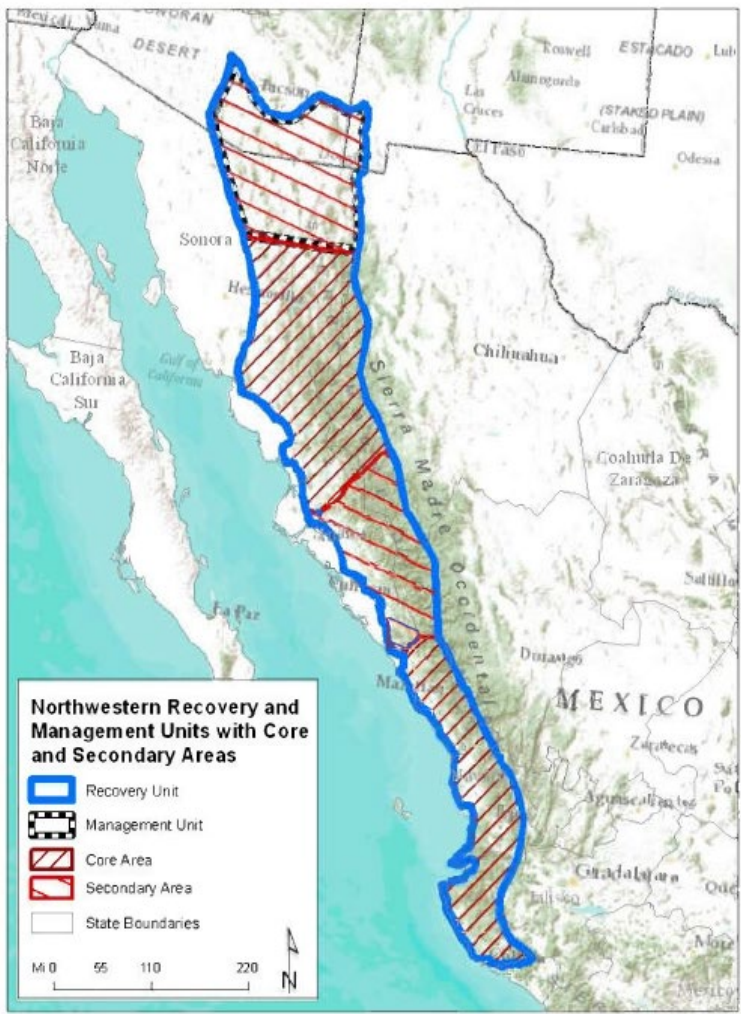 SONORAN
DESERT
Tucson
Roswell
ESTACADO
Lub
Alamogordo
Las
Cruces
(STAKED PLAIN)
Carlsbad
El Paso
Odessa
Baja
California
Norte
Sonora
Chihuahua
Gulf of
California
Baja
California
Sur
Sierra Madre Occidental
Coahuila De
Zaragoza
Saltillo
La Paz
Durango
MEXICO
Zacatecas
Aguascalientes
Guadalajara
Jalisco
Northwestern Recovery and
Management Units with Core
and Secondary Areas
Recovery Unit
Management Unit
Core Area
Secondary Area
State Boundaries
Mi 0 55 110 220
N